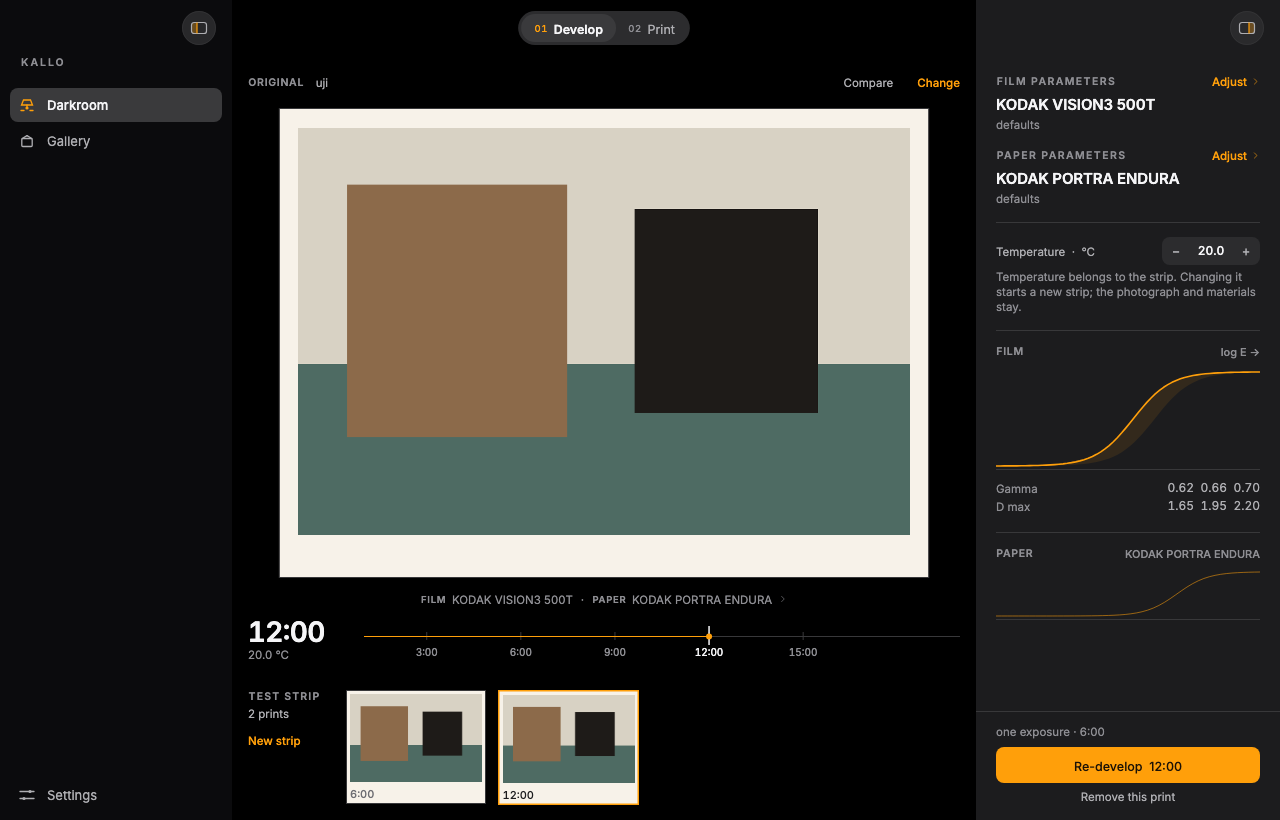 KALLO
Darkroom
Gallery
Settings
01 Develop 02 Print
ORIGINAL uji
Compare Change
FILM KODAK VISION3 500T · PAPER KODAK PORTRA ENDURA >
12:00
20.0 °C
3:00 6:00 9:00 12:00 15:00
TEST STRIP
2 prints
New strip
6:00
12:00
FILM PARAMETERS Adjust >
KODAK VISION3 500T
defaults
PAPER PARAMETERS Adjust >
KODAK PORTRA ENDURA
defaults
Temperature · °C − 20.0 +
Temperature belongs to the strip. Changing it
starts a new strip; the photograph and materials
stay.
FILM log E →
Gamma 0.62 0.66 0.70
D max 1.65 1.95 2.20
PAPER KODAK PORTRA ENDURA
one exposure · 6:00
Re-develop 12:00
Remove this print